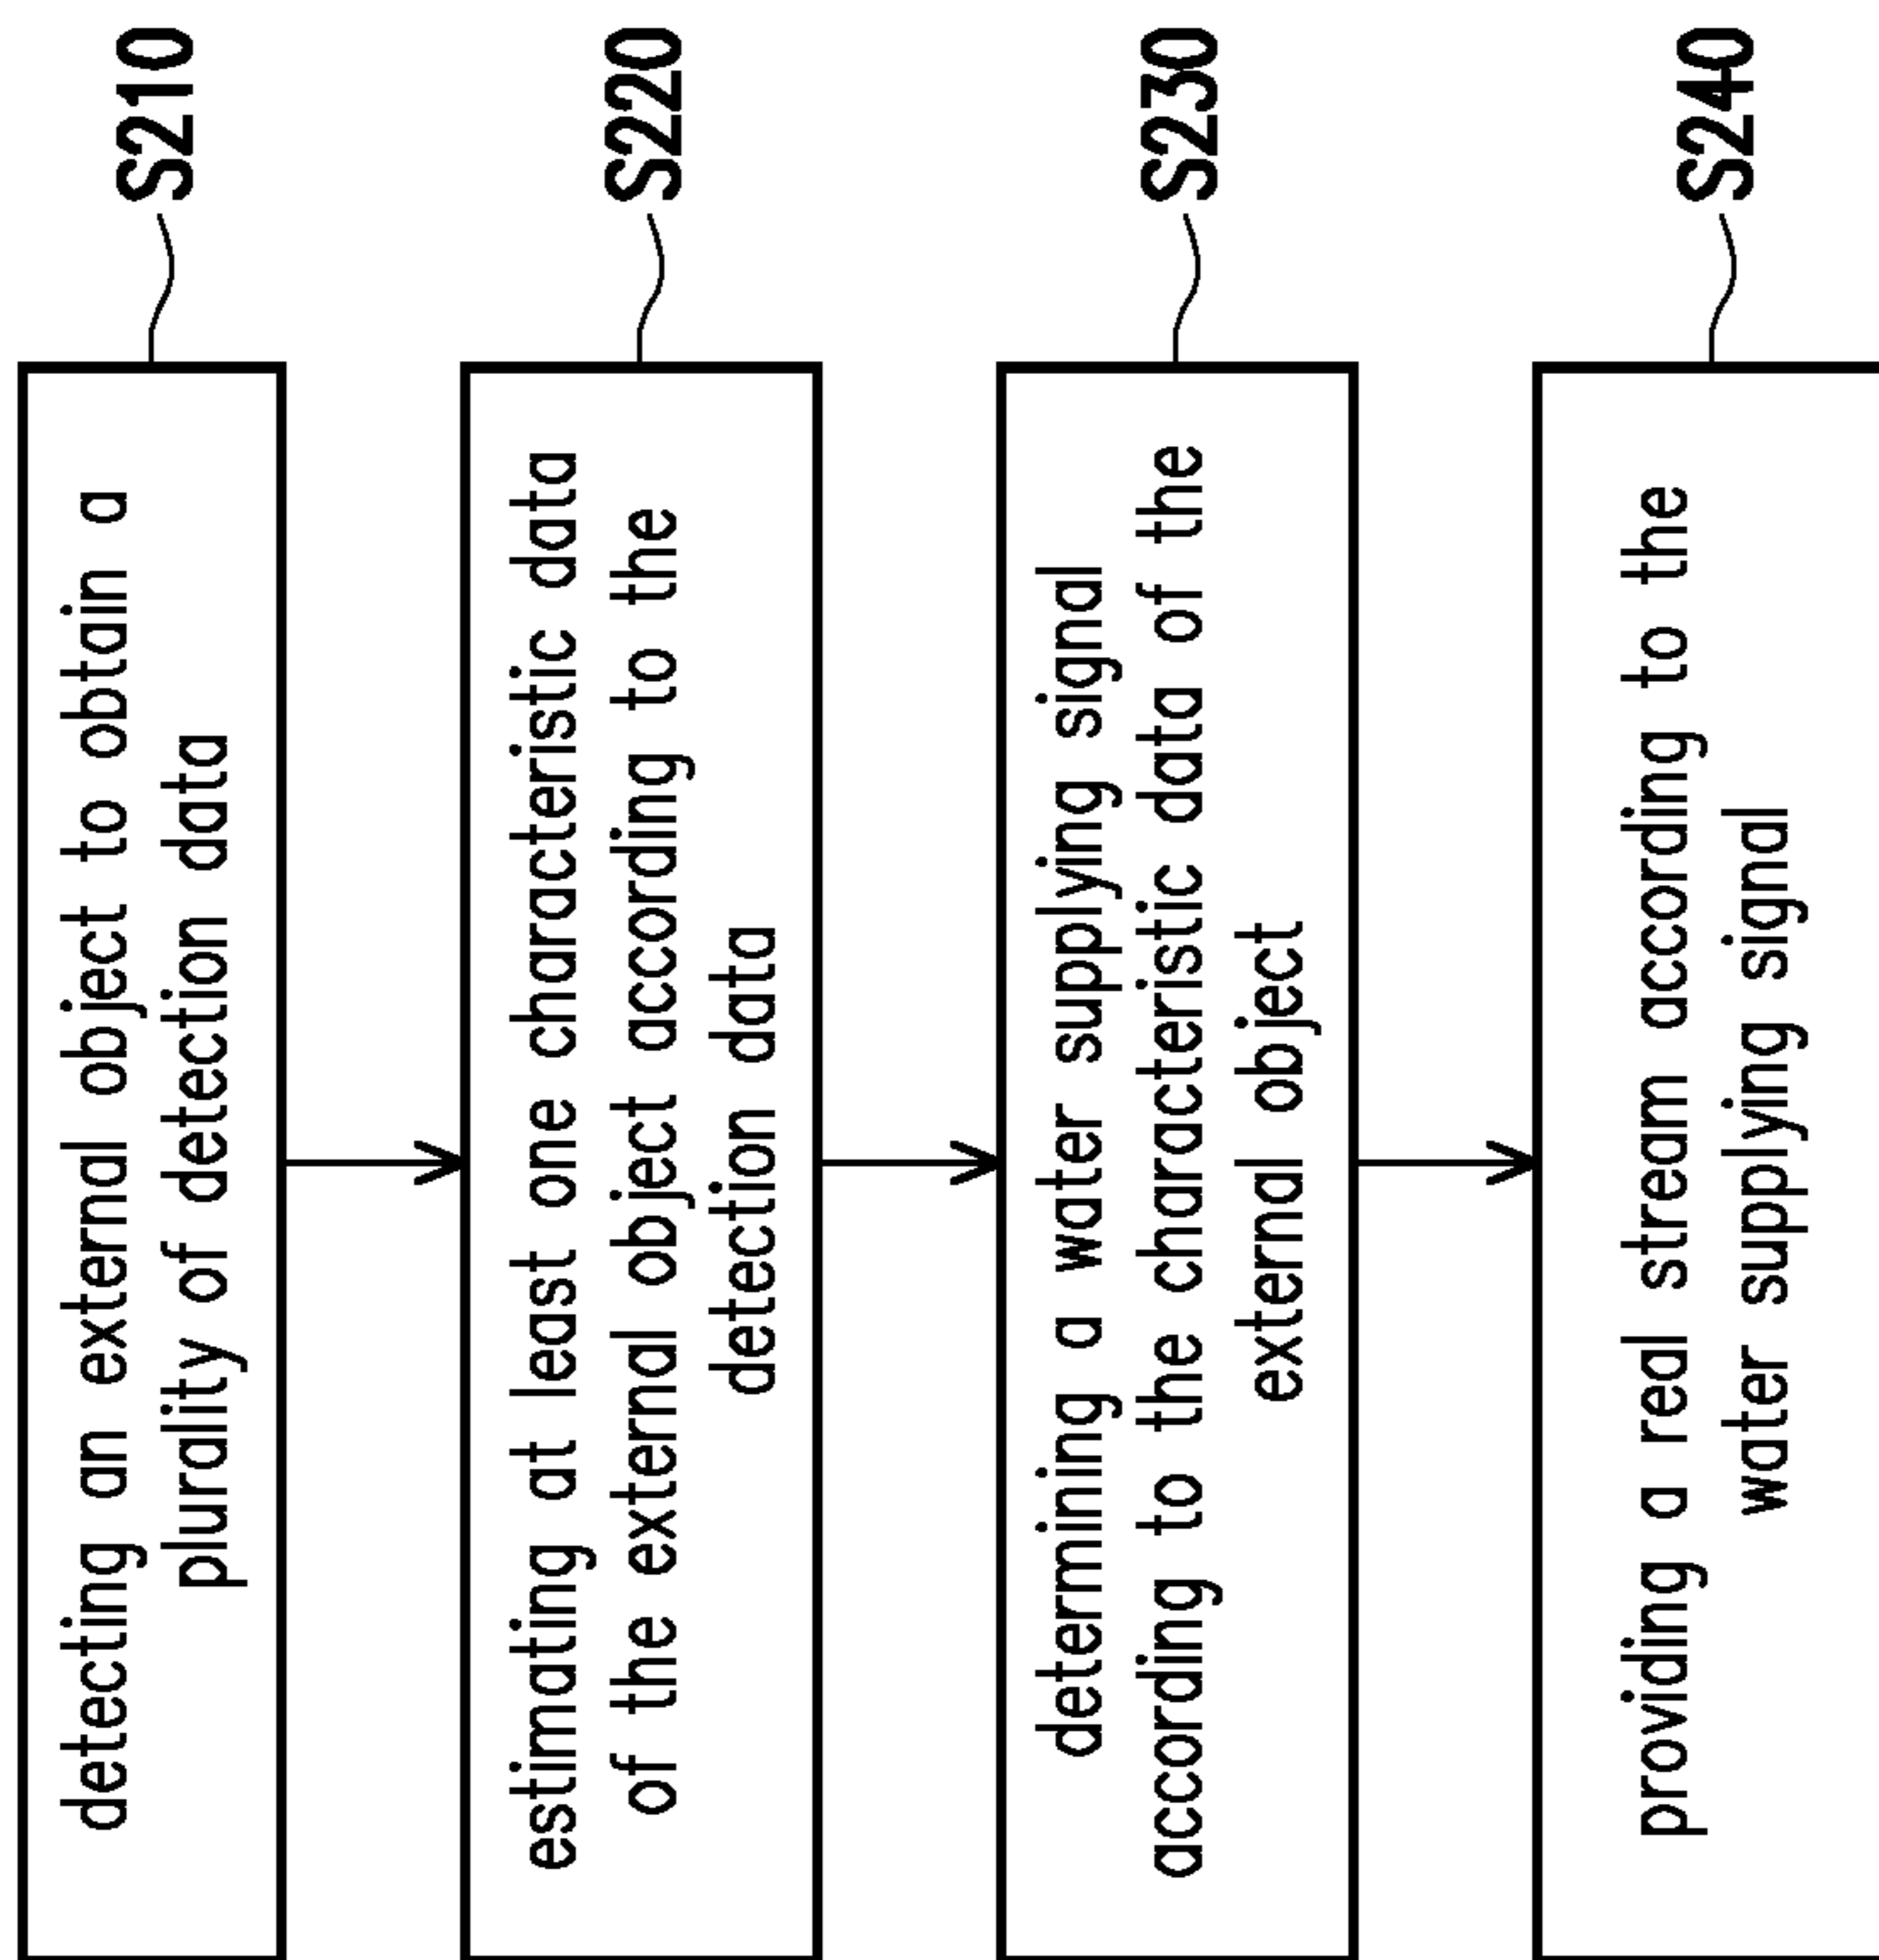 detecting an external object to obtain a
plurality of detection data
S210
estimating at least one characteristic data
of the external object according to the
detection data
S220
determining a water supplying signal
according to the characteristic data of the
external object
S230
providing a real stream according to the
water supplying signal
S240